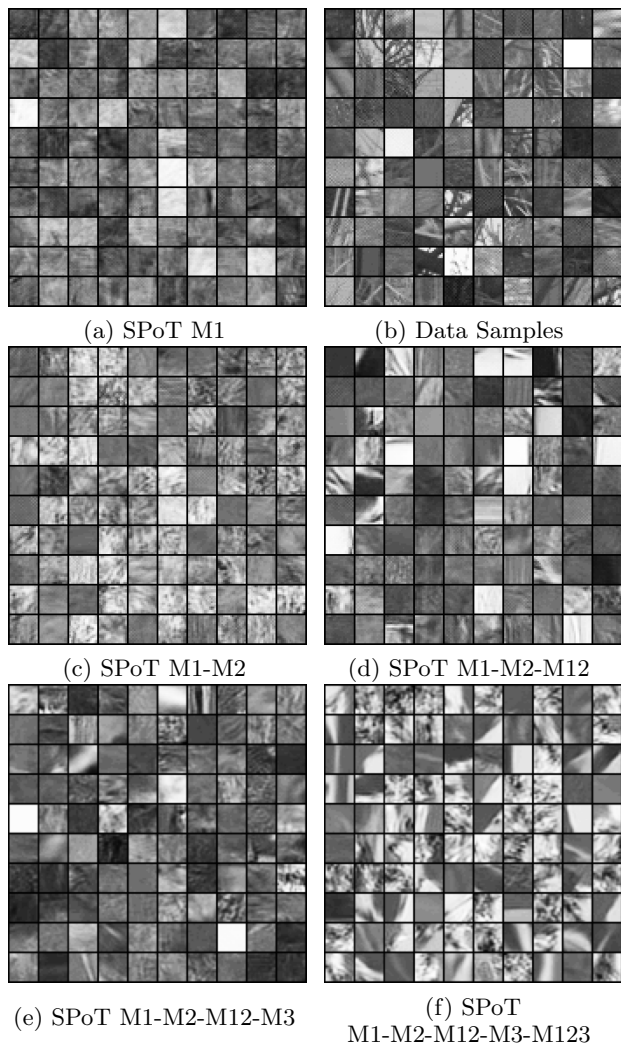 (a) SPoT M1
(b) Data Samples
(c) SPoT M1-M2
(d) SPoT M1-M2-M12
(e) SPoT M1-M2-M12-M3
(f) SPoT
M1-M2-M12-M3-M123